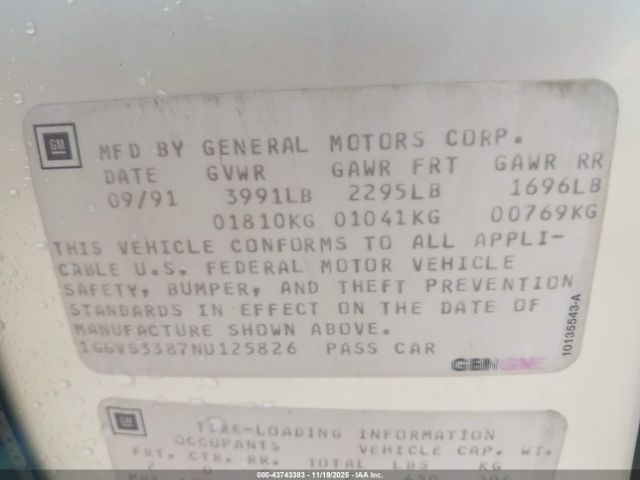 GM
MFD BY GENERAL MOTORS CORP.
DATE GVWR GAWR FRT GAWR RR
09/91 3991LB 2295LB 1696LB
01810KG 01041KG 00769KG
THIS VEHICLE CONFORMS TO ALL APPLI-
CABLE U.S. FEDERAL MOTOR VEHICLE
SAFETY, BUMPER, AND THEFT PREVENTION
STANDARDS IN EFFECT ON THE DATE OF
MANUFACTURE SHOWN ABOVE.
1G6VS3387NU125826 PASS CAR
10135543-A
GM
TIRE-LOADING INFORMATION
OCCUPANTS VEHICLE CAP. WT.
FRT. CTR. RR. TOTAL LBS KG
© IAA-43743383 - 11/19/2025 - IAAI.COM